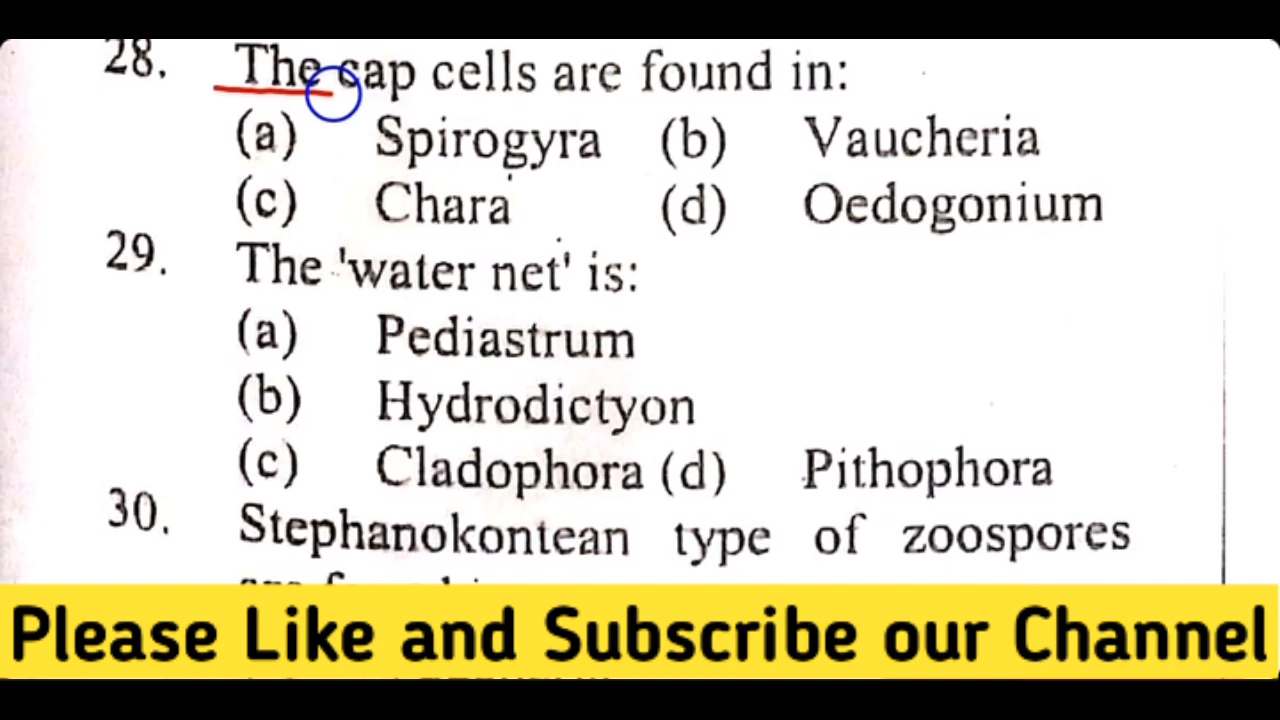 28. The cap cells are found in:
(a) Spirogyra (b) Vaucheria
(c) Chara (d) Oedogonium
29. The 'water net' is:
(a) Pediastrum
(b) Hydrodictyon
(c) Cladophora (d) Pithophora
30. Stephanokontean type of zoospores
Please Like and Subscribe our Channel